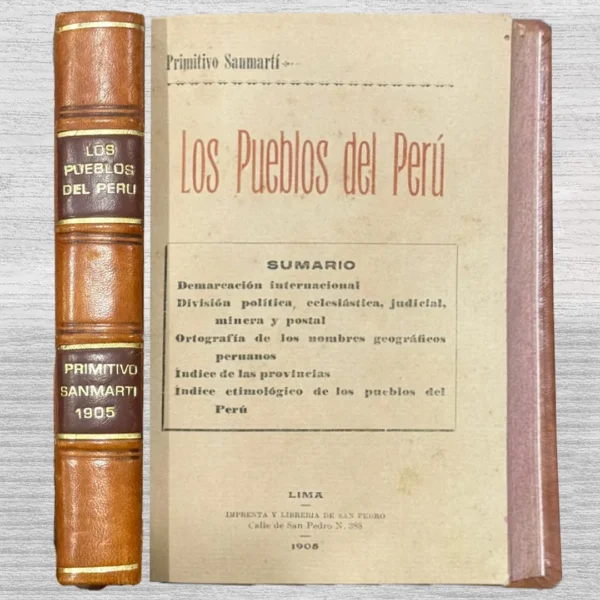 LOS
PUEBLOS
DEL PERU
PRIMITIVO
SANMARTI
1905
Primitivo Sanmartí
Los Pueblos del Perú
SUMARIO
Demarcación internacional
División política, eclesiástica, judicial,
minera y postal
Ortografía de los nombres geográficos
peruanos
Índice de las provincias
Índice etimológico de los pueblos del
Perú
LIMA
IMPRENTA Y LIBRERIA DE SAN PEDRO
Calle de San Pedro N. 388
1905